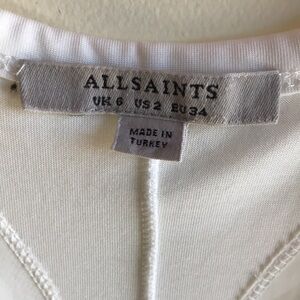 ALLSAINTS
UK 6 US 2 EU 34
MADE IN
TURKEY